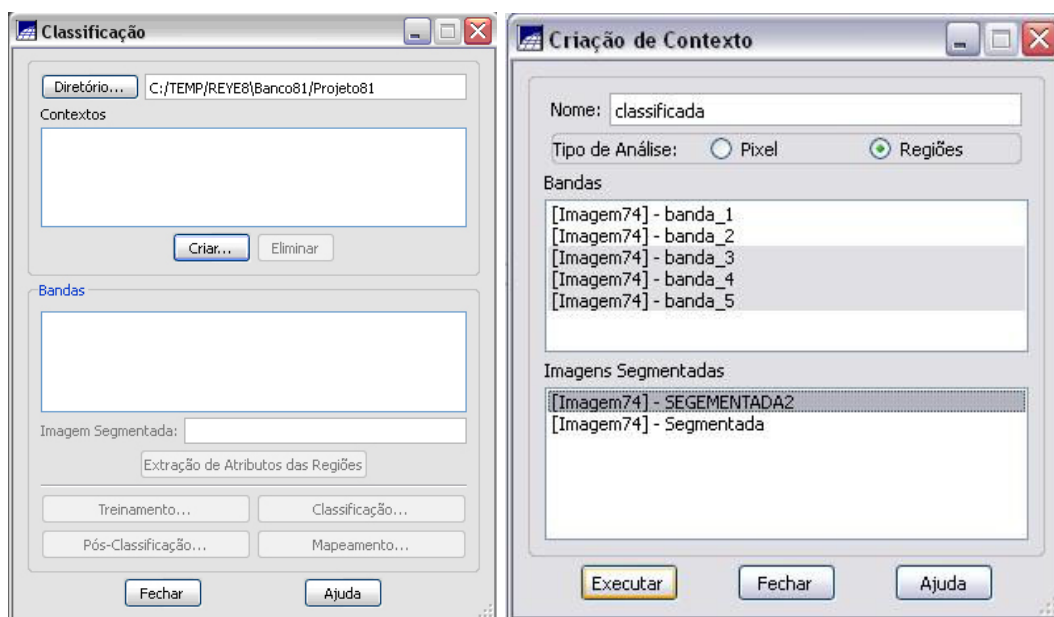 Classificação
Diretório... C:/TEMP/REYE8\Banco81/Projeto81
Contextos
Criar... Eliminar
Bandas
Imagem Segmentada:
Extração de Atributos das Regiões
Treinamento... Classificação...
Pós-Classificação... Mapeamento...
Fechar Ajuda
Criação de Contexto
Nome: classificada
Tipo de Análise: Pixel Regiões
Bandas
[Imagem74] - banda_1
[Imagem74] - banda_2
[Imagem74] - banda_3
[Imagem74] - banda_4
[Imagem74] - banda_5
Imagens Segmentadas
[Imagem74] - SEGEMENTADA2
[Imagem74] - Segmentada
Executar Fechar Ajuda